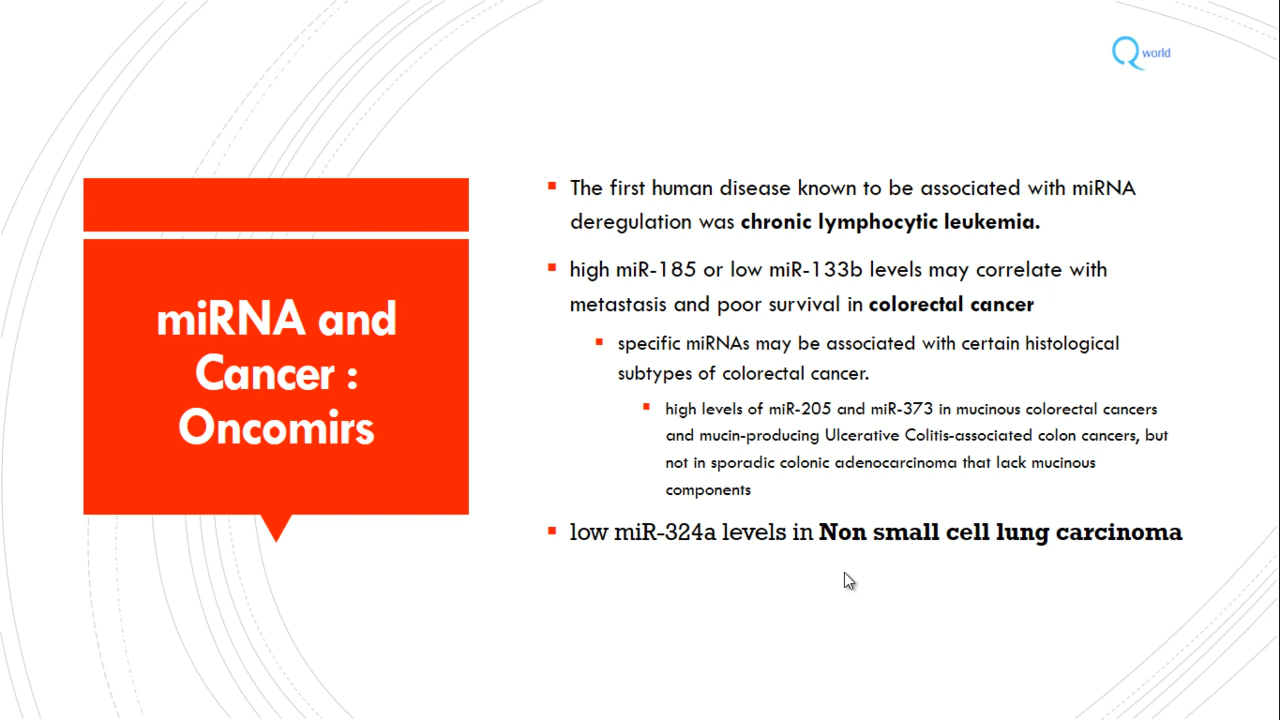 Q world
miRNA and
Cancer :
Oncomirs
▪ The first human disease known to be associated with miRNA
deregulation was chronic lymphocytic leukemia.
▪ high miR-185 or low miR-133b levels may correlate with
metastasis and poor survival in colorectal cancer
▪ specific miRNAs may be associated with certain histological
subtypes of colorectal cancer.
▪ high levels of miR-205 and miR-373 in mucinous colorectal cancers
and mucin-producing Ulcerative Colitis-associated colon cancers, but
not in sporadic colonic adenocarcinoma that lack mucinous
components
▪ low miR-324a levels in Non small cell lung carcinoma